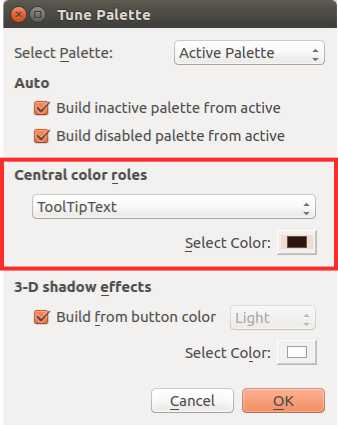 Tune Palette
Select Palette: Active Palette
Auto
Build inactive palette from active
Build disabled palette from active
Central color roles
ToolTipText
Select Color:
3-D shadow effects
Build from button color Light
Select Color:
Cancel OK